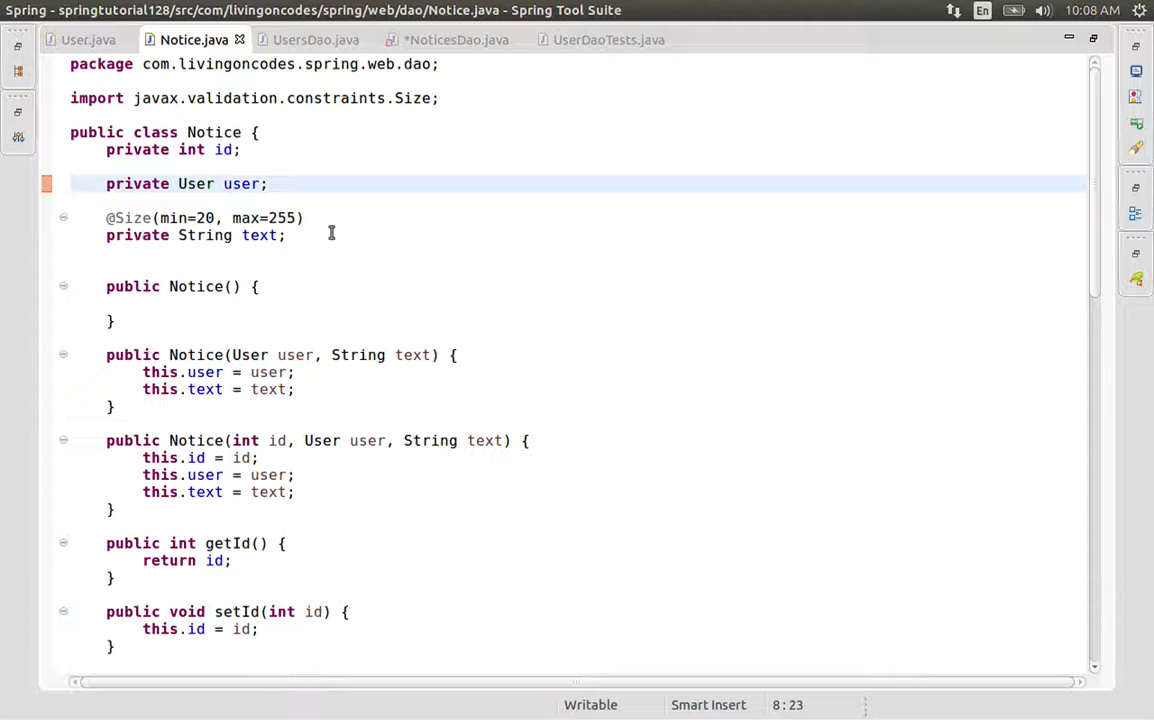 Spring - springtutorial128/src/com/livingoncodes/spring/web/dao/Notice.java - Spring Tool Suite
En
10:08 AM
User.java
Notice.java
UsersDao.java
*NoticesDao.java
UserDaoTests.java
package com.livingoncodes.spring.web.dao;
import javax.validation.constraints.Size;
public class Notice {
private int id;
private User user;
@Size(min=20, max=255)
private String text;
public Notice() {
}
public Notice(User user, String text) {
this.user = user;
this.text = text;
}
public Notice(int id, User user, String text) {
this.id = id;
this.user = user;
this.text = text;
}
public int getId() {
return id;
}
public void setId(int id) {
this.id = id;
}
Writable
Smart Insert
8:23